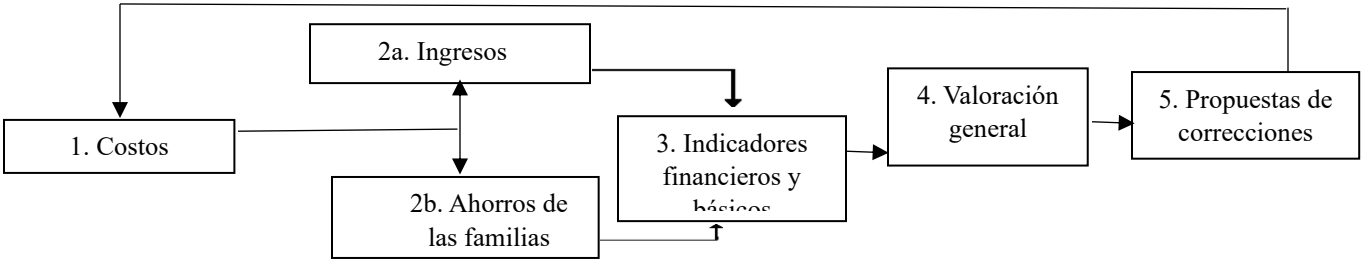 2a. Ingresos
4. Valoración
general
5. Propuestas de
correcciones
1. Costos
3. Indicadores
financieros y
básicos
2b. Ahorros de
las familias